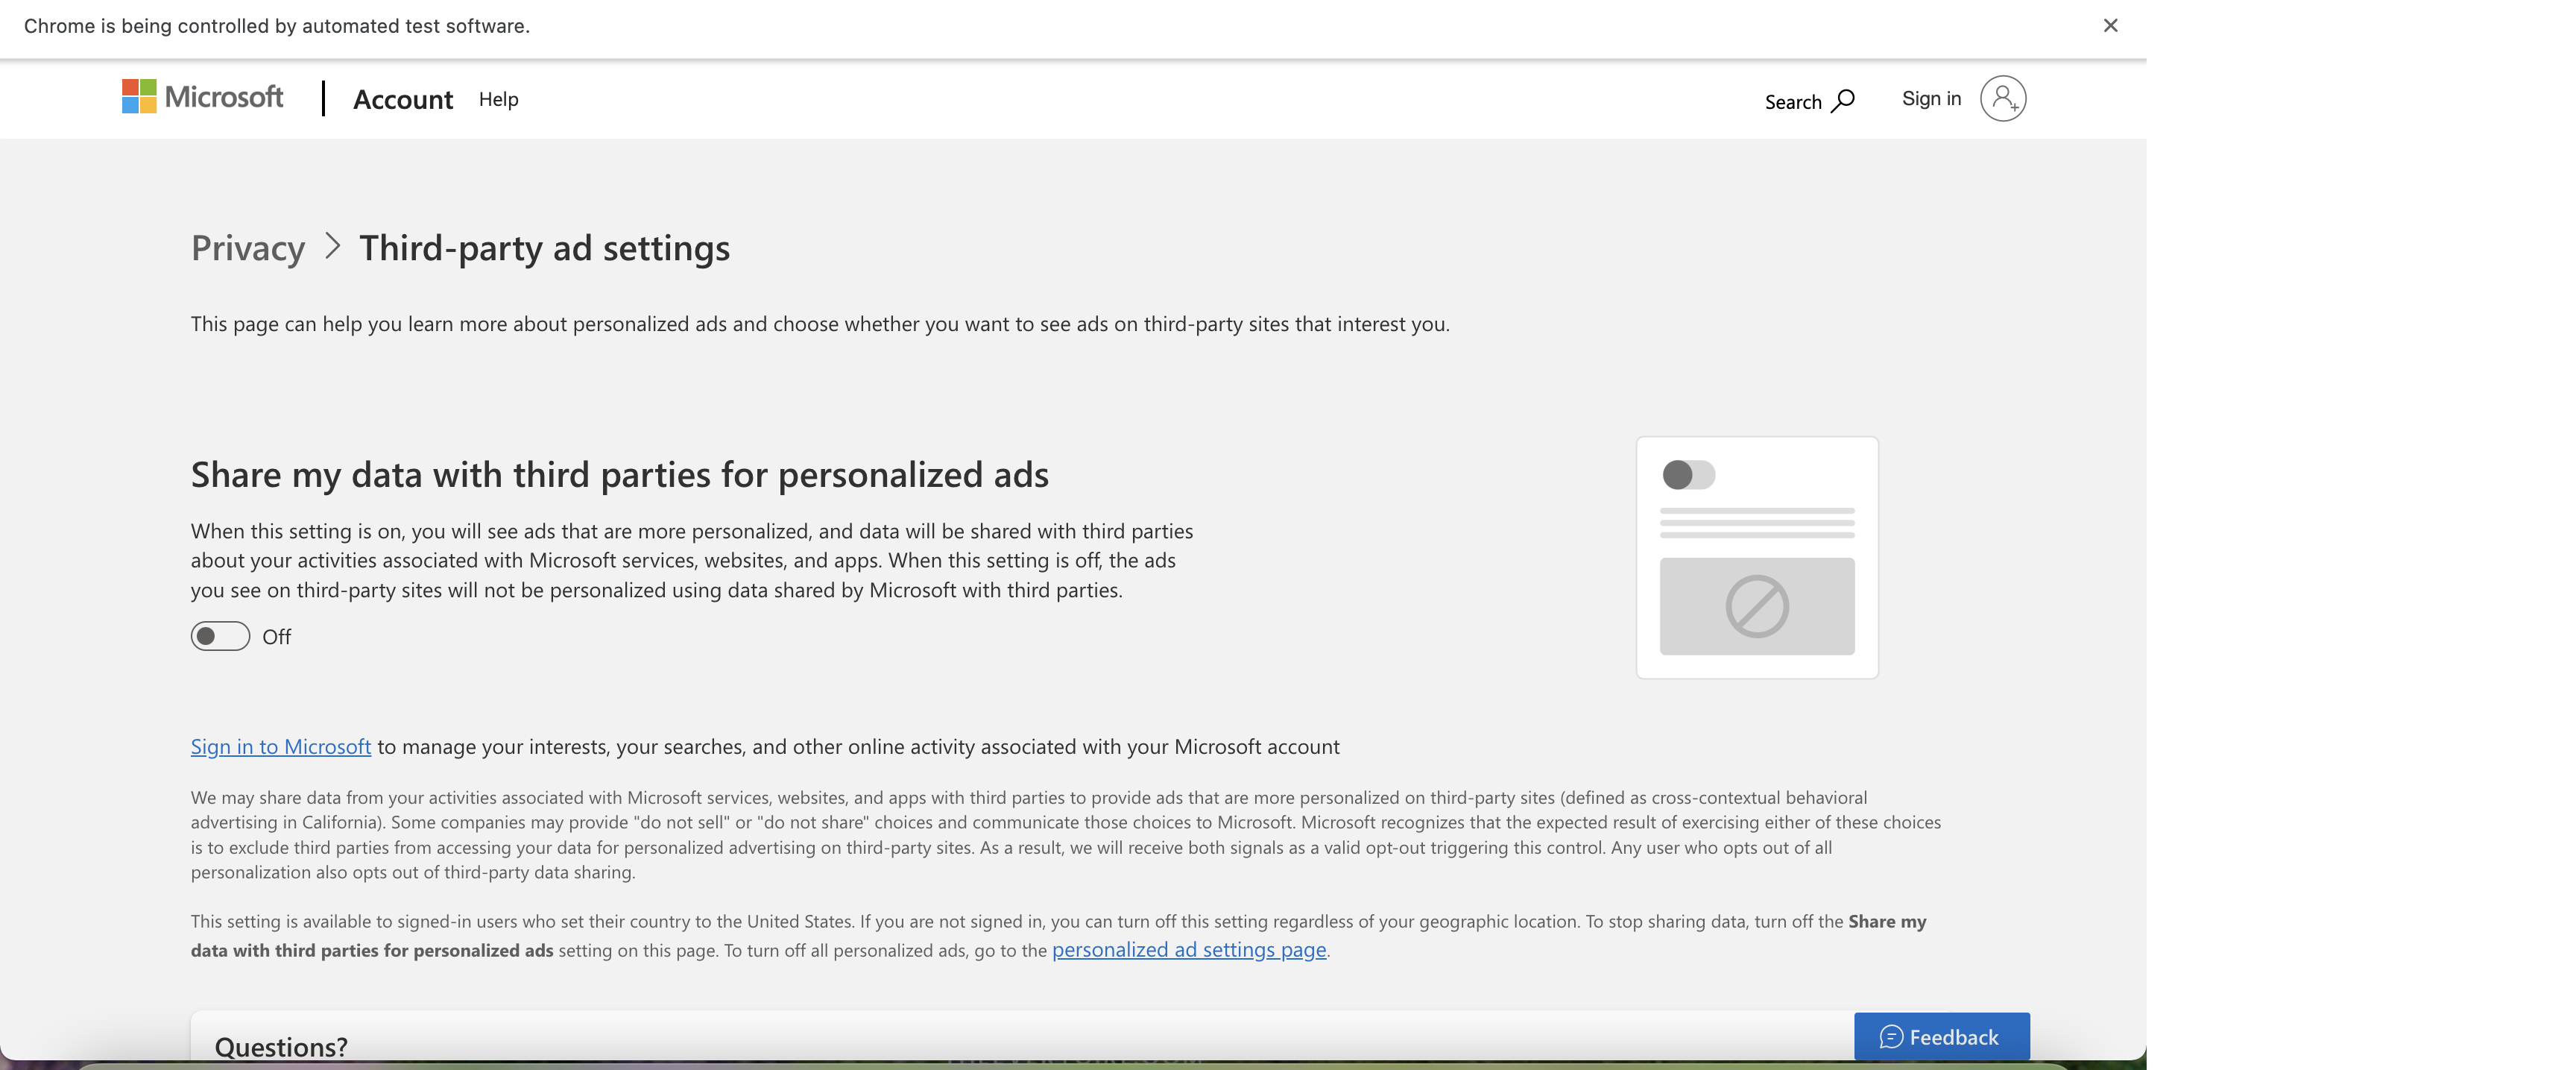 Chrome is being controlled by automated test software.
Microsoft Account Help Search Sign in
Privacy Third-party ad settings
This page can help you learn more about personalized ads and choose whether you want to see ads on third-party sites that interest you.
Share my data with third parties for personalized ads
When this setting is on, you will see ads that are more personalized, and data will be shared with third parties
about your activities associated with Microsoft services, websites, and apps. When this setting is off, the ads
you see on third-party sites will not be personalized using data shared by Microsoft with third parties.
Off
Sign in to Microsoft to manage your interests, your searches, and other online activity associated with your Microsoft account
We may share data from your activities associated with Microsoft services, websites, and apps with third parties to provide ads that are more personalized on third-party sites (defined as cross-contextual behavioral
advertising in California). Some companies may provide "do not sell" or "do not share" choices and communicate those choices to Microsoft. Microsoft recognizes that the expected result of exercising either of these choices
is to exclude third parties from accessing your data for personalized advertising on third-party sites. As a result, we will receive both signals as a valid opt-out triggering this control. Any user who opts out of all
personalization also opts out of third-party data sharing.
This setting is available to signed-in users who set their country to the United States. If you are not signed in, you can turn off this setting regardless of your geographic location. To stop sharing data, turn off the Share my
data with third parties for personalized ads setting on this page. To turn off all personalized ads, go to the personalized ad settings page.
Questions?
Feedback